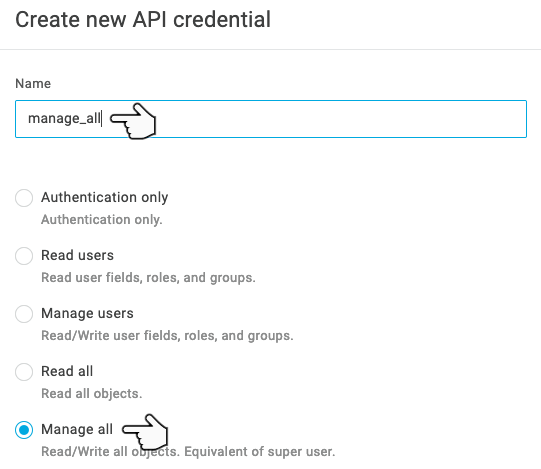 Create new API credential
Name
manage_all
Authentication only
Authentication only.
Read users
Read user fields, roles, and groups.
Manage users
Read/Write user fields, roles, and groups.
Read all
Read all objects.
Manage all
Read/Write all objects. Equivalent of super user.